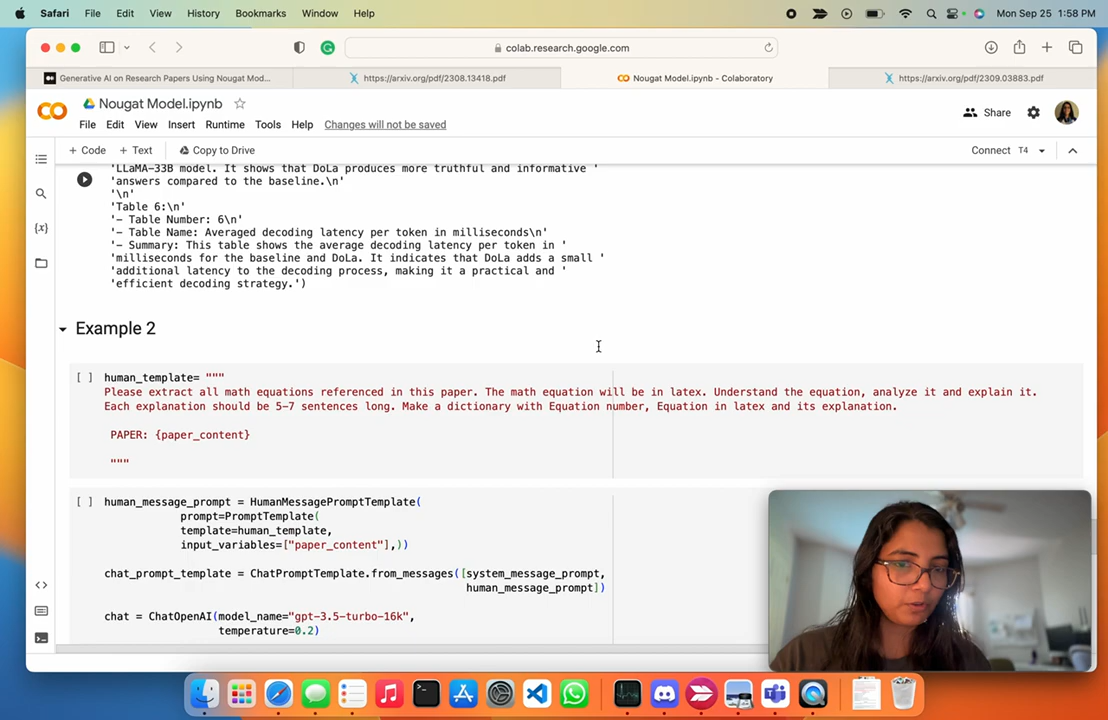 Safari File Edit View History Bookmarks Window Help Mon Sep 25 1:58 PM
colab.research.google.com
Generative AI on Research Papers Using Nougat Mod... https://arxiv.org/pdf/2308.13418.pdf Nougat Model.ipynb - Colaboratory https://arxiv.org/pdf/2309.03883.pdf
Nougat Model.ipynb
Share
File Edit View Insert Runtime Tools Help Changes will not be saved
+ Code + Text Copy to Drive Connect T4
'LLaMA-33B model. It shows that DoLa produces more truthful and informative '
'answers compared to the baseline.\n'
'\n'
'Table 6:\n'
'- Table Number: 6\n'
'- Table Name: Averaged decoding latency per token in milliseconds\n'
'- Summary: This table shows the average decoding latency per token in '
'milliseconds for the baseline and DoLa. It indicates that DoLa adds a small '
'additional latency to the decoding process, making it a practical and '
'efficient decoding strategy.')
Example 2
[ ] human_template= """
Please extract all math equations referenced in this paper. The math equation will be in latex. Understand the equation, analyze it and explain it.
Each explanation should be 5-7 sentences long. Make a dictionary with Equation number, Equation in latex and its explanation.
PAPER: {paper_content}
"""
[ ] human_message_prompt = HumanMessagePromptTemplate(
prompt=PromptTemplate(
template=human_template,
input_variables=["paper_content"],))
chat_prompt_template = ChatPromptTemplate.from_messages([system_message_prompt,
human_message_prompt])
chat = ChatOpenAI(model_name="gpt-3.5-turbo-16k",
temperature=0.2)